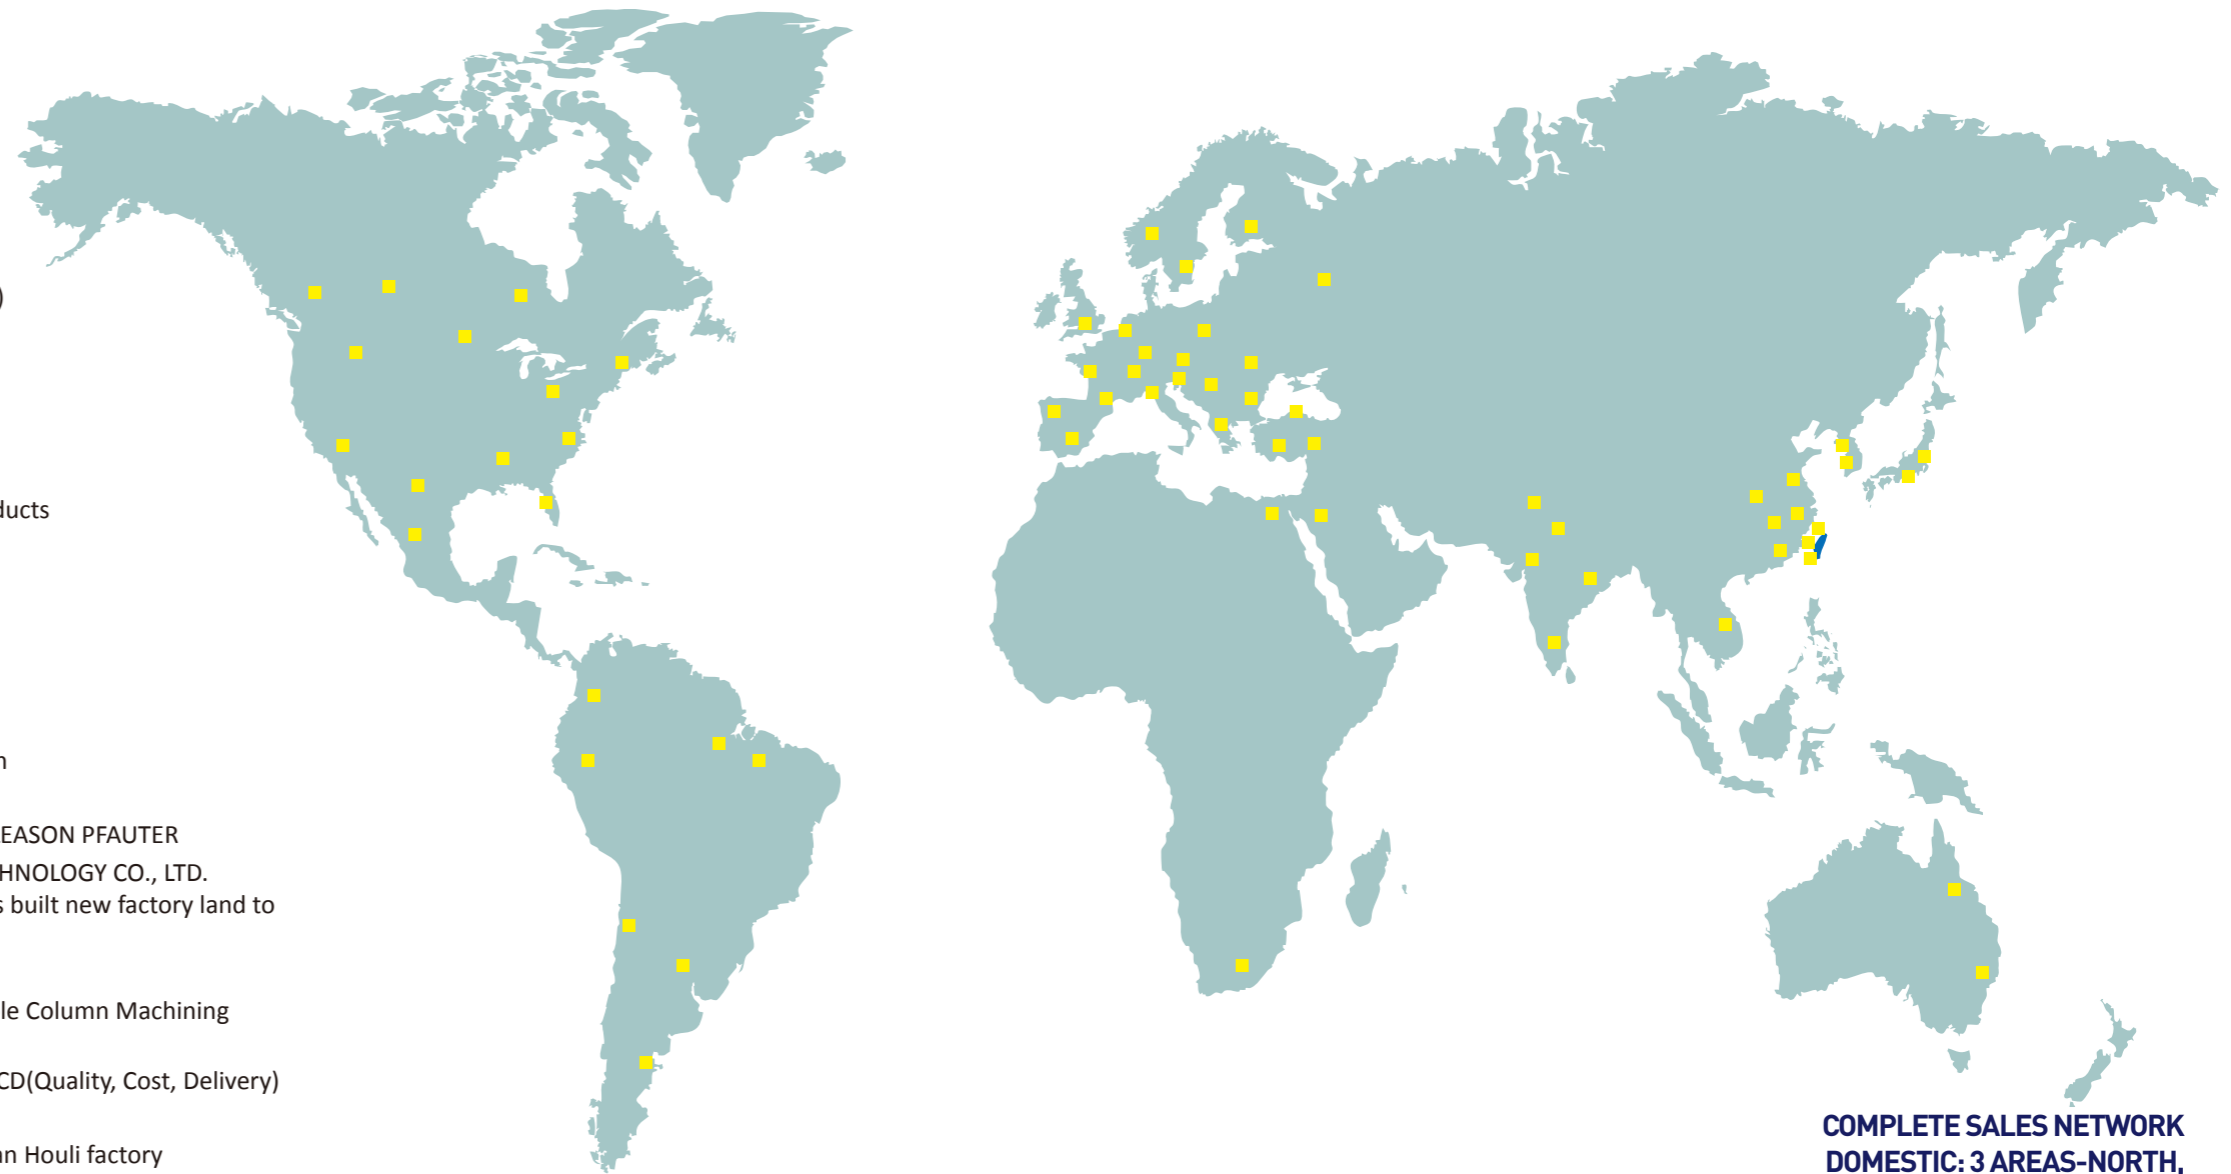 )
ducts
n
EASON PFAUTER
HNOLOGY CO., LTD.
s built new factory land to
le Column Machining
CD(Quality, Cost, Delivery)
an Houli factory
COMPLETE SALES NETWORK
DOMESTIC: 3 AREAS-NORTH,